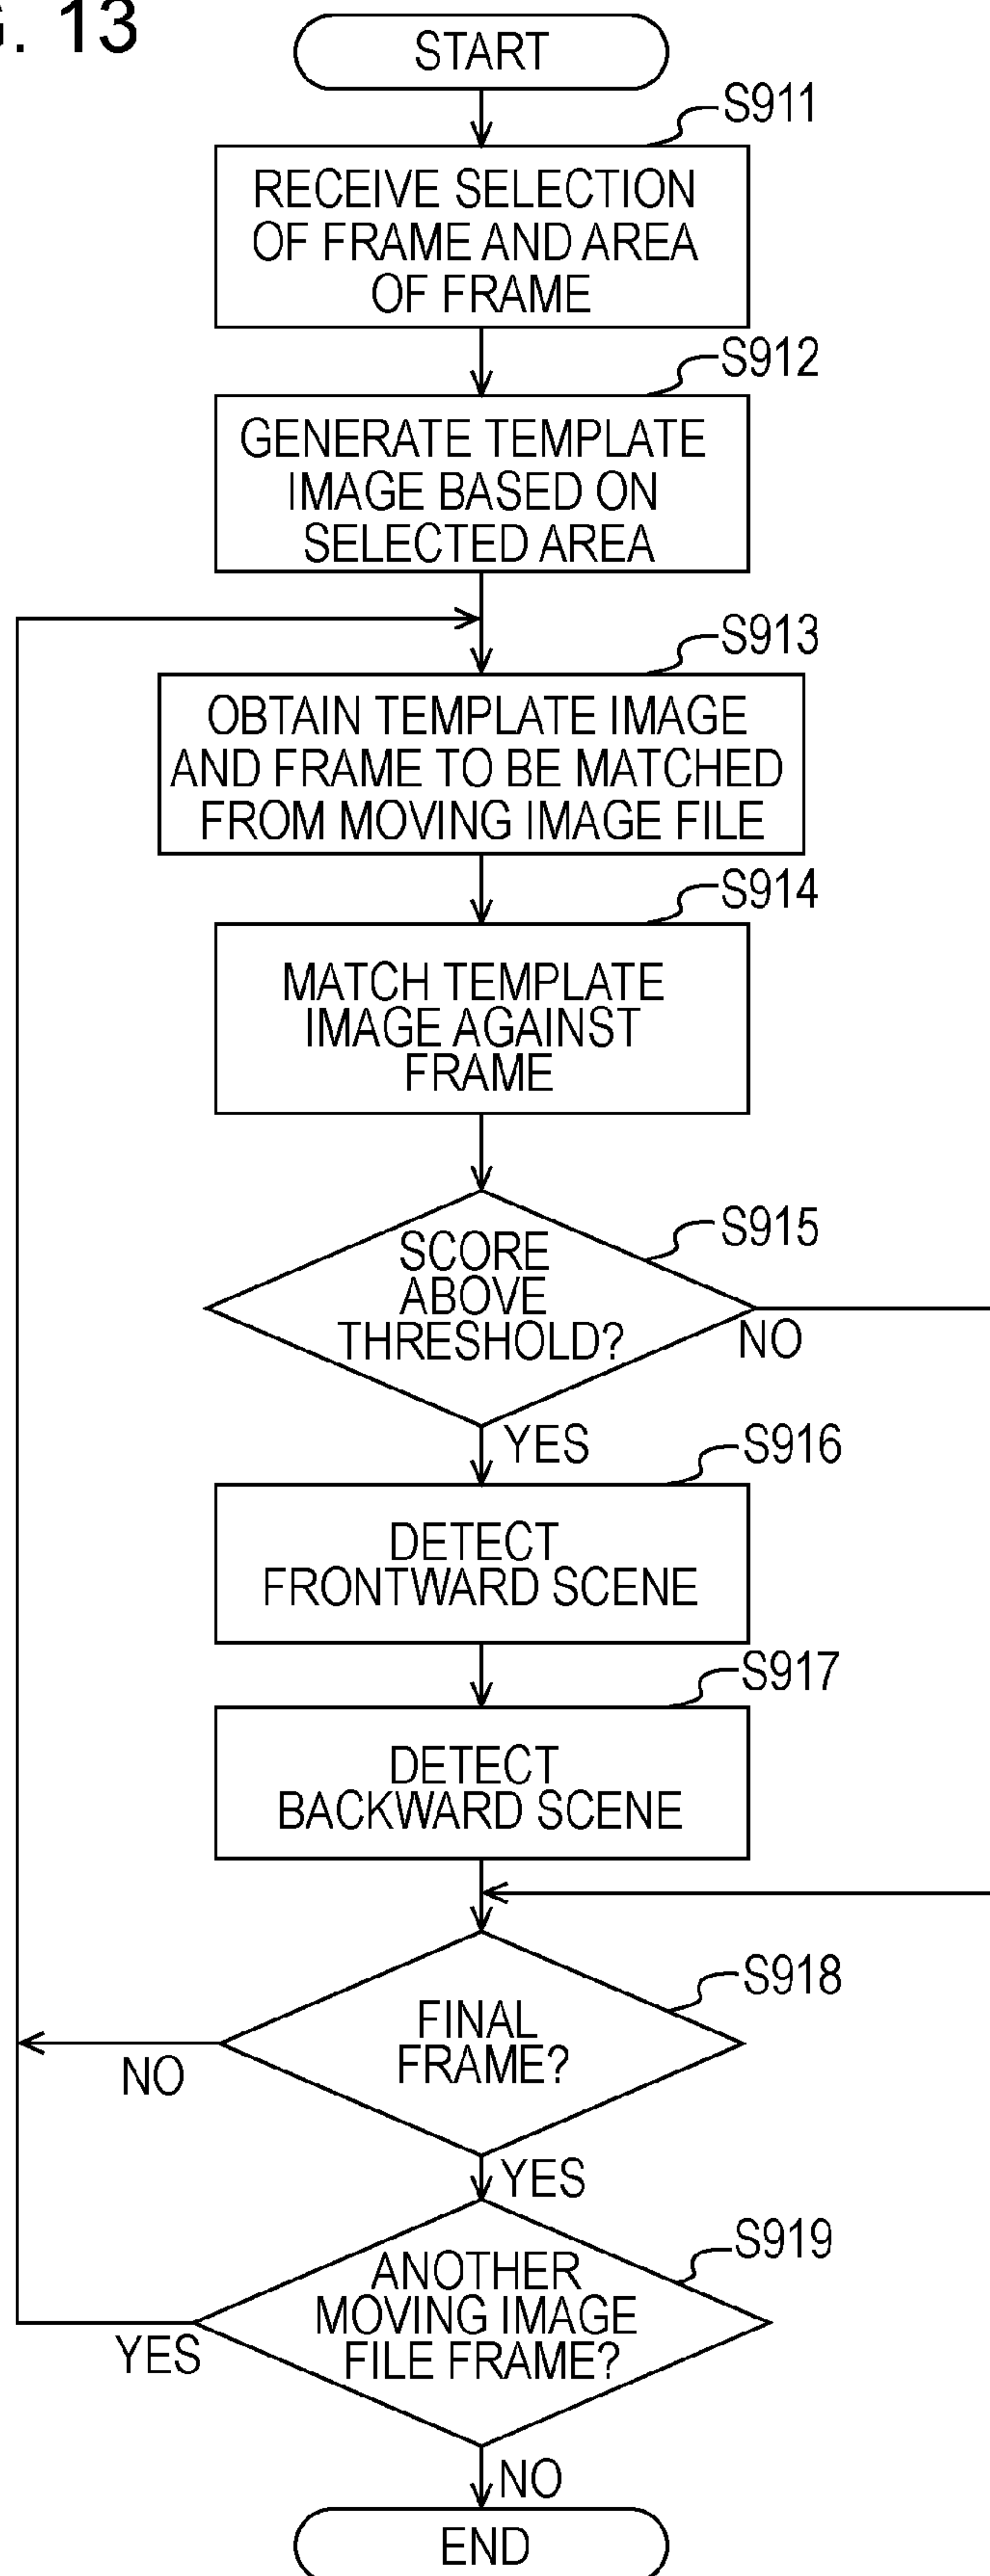 . 13
START
S911
RECEIVE SELECTION
OF FRAME AND AREA
OF FRAME
S912
GENERATE TEMPLATE
IMAGE BASED ON
SELECTED AREA
S913
OBTAIN TEMPLATE IMAGE
AND FRAME TO BE MATCHED
FROM MOVING IMAGE FILE
S914
MATCH TEMPLATE
IMAGE AGAINST
FRAME
S915
SCORE
ABOVE
THRESHOLD?
NO
YES
S916
DETECT
FRONTWARD SCENE
S917
DETECT
BACKWARD SCENE
S918
FINAL
FRAME?
NO
YES
S919
ANOTHER
MOVING IMAGE
FILE FRAME?
YES
NO
END